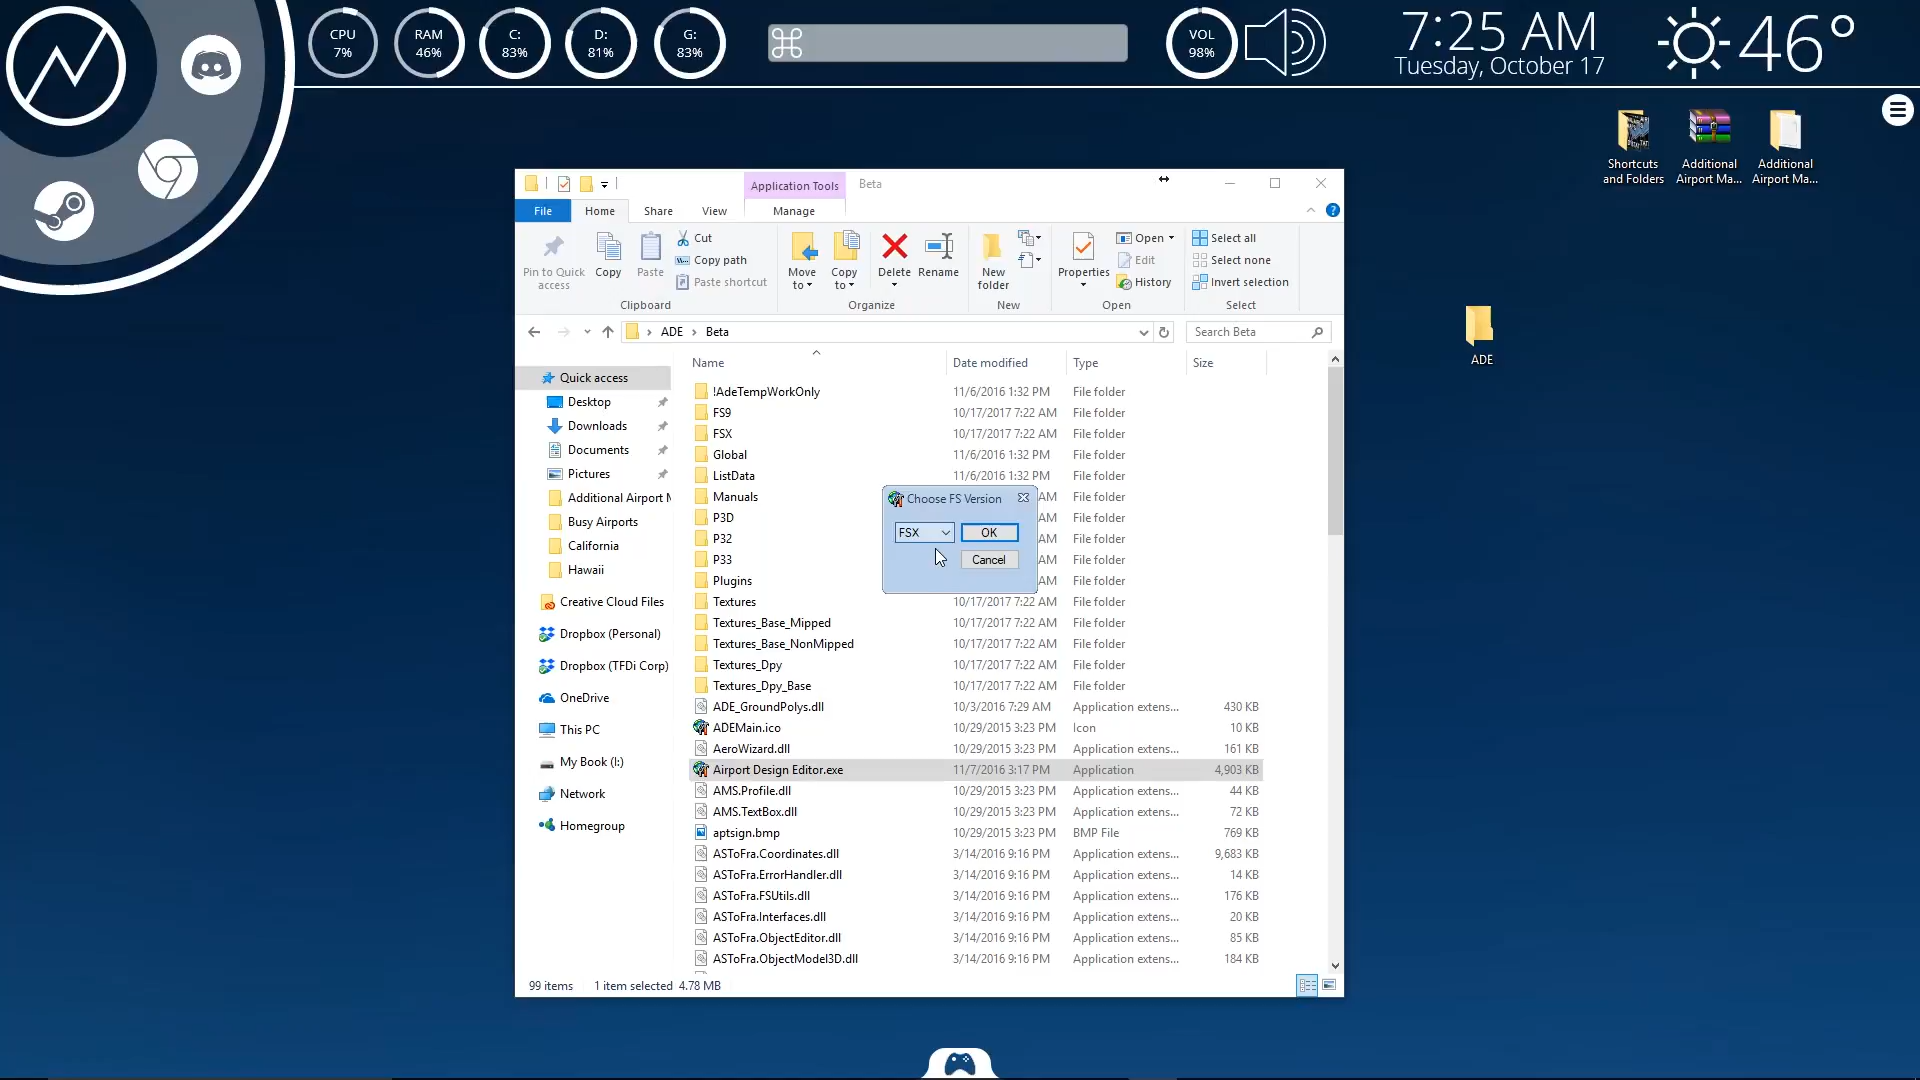 CPU
7%
RAM
46%
C:
83%
D:
81%
G:
83%
VOL
98%
7:25 AM
Tuesday, October 17
46°
Shortcuts
and Folders
Additional
Airport Ma...
Additional
Airport Ma...
ADE
Application Tools
Beta
File
Home
Share
View
Manage
Pin to Quick
access
Copy
Paste
Cut
Copy path
Paste shortcut
Clipboard
Move
to
Copy
to
Delete
Rename
Organize
New
folder
New
Properties
Open
Edit
History
Open
Select all
Select none
Invert selection
Select
ADE
Beta
Search Beta
Name
Date modified
Type
Size
Quick access
Desktop
Downloads
Documents
Pictures
Additional Airport M
Busy Airports
California
Hawaii
Creative Cloud Files
Dropbox (Personal)
Dropbox (TFDi Corp)
OneDrive
This PC
My Book (I:)
Network
Homegroup
!AdeTempWorkOnly 11/6/2016 1:32 PM File folder
FS9 10/17/2017 7:22 AM File folder
FSX 10/17/2017 7:22 AM File folder
Global 11/6/2016 1:32 PM File folder
ListData 11/6/2016 1:32 PM File folder
Manuals AM File folder
P3D AM File folder
P32 AM File folder
P33 AM File folder
Plugins AM File folder
Textures 10/17/2017 7:22 AM File folder
Textures_Base_Mipped 10/17/2017 7:22 AM File folder
Textures_Base_NonMipped 10/17/2017 7:22 AM File folder
Textures_Dpy 10/17/2017 7:22 AM File folder
Textures_Dpy_Base 10/17/2017 7:22 AM File folder
ADE_GroundPolys.dll 10/3/2016 7:29 AM Application extens... 430 KB
ADEMain.ico 10/29/2015 3:23 PM Icon 10 KB
AeroWizard.dll 10/29/2015 3:23 PM Application extens... 161 KB
Airport Design Editor.exe 11/7/2016 3:17 PM Application 4,903 KB
AMS.Profile.dll 10/29/2015 3:23 PM Application extens... 44 KB
AMS.TextBox.dll 10/29/2015 3:23 PM Application extens... 72 KB
aptsign.bmp 10/29/2015 3:23 PM BMP File 769 KB
ASToFra.Coordinates.dll 3/14/2016 9:16 PM Application extens... 9,683 KB
ASToFra.ErrorHandler.dll 3/14/2016 9:16 PM Application extens... 14 KB
ASToFra.FSUtils.dll 3/14/2016 9:16 PM Application extens... 176 KB
ASToFra.Interfaces.dll 3/14/2016 9:16 PM Application extens... 20 KB
ASToFra.ObjectEditor.dll 3/14/2016 9:16 PM Application extens... 85 KB
ASToFra.ObjectModel3D.dll 3/14/2016 9:16 PM Application extens... 184 KB
Choose FS Version
FSX
OK
Cancel
99 items
1 item selected 4.78 MB